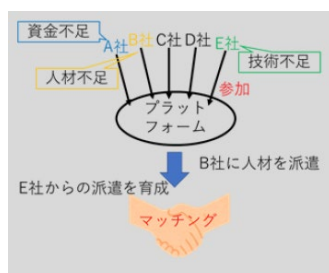 資金不足
A社 B社 C社 D社 E社
人材不足
技術不足
参加
プラット
フォーム
B社に人材を派遣
E社からの派遣を育成
マッチング